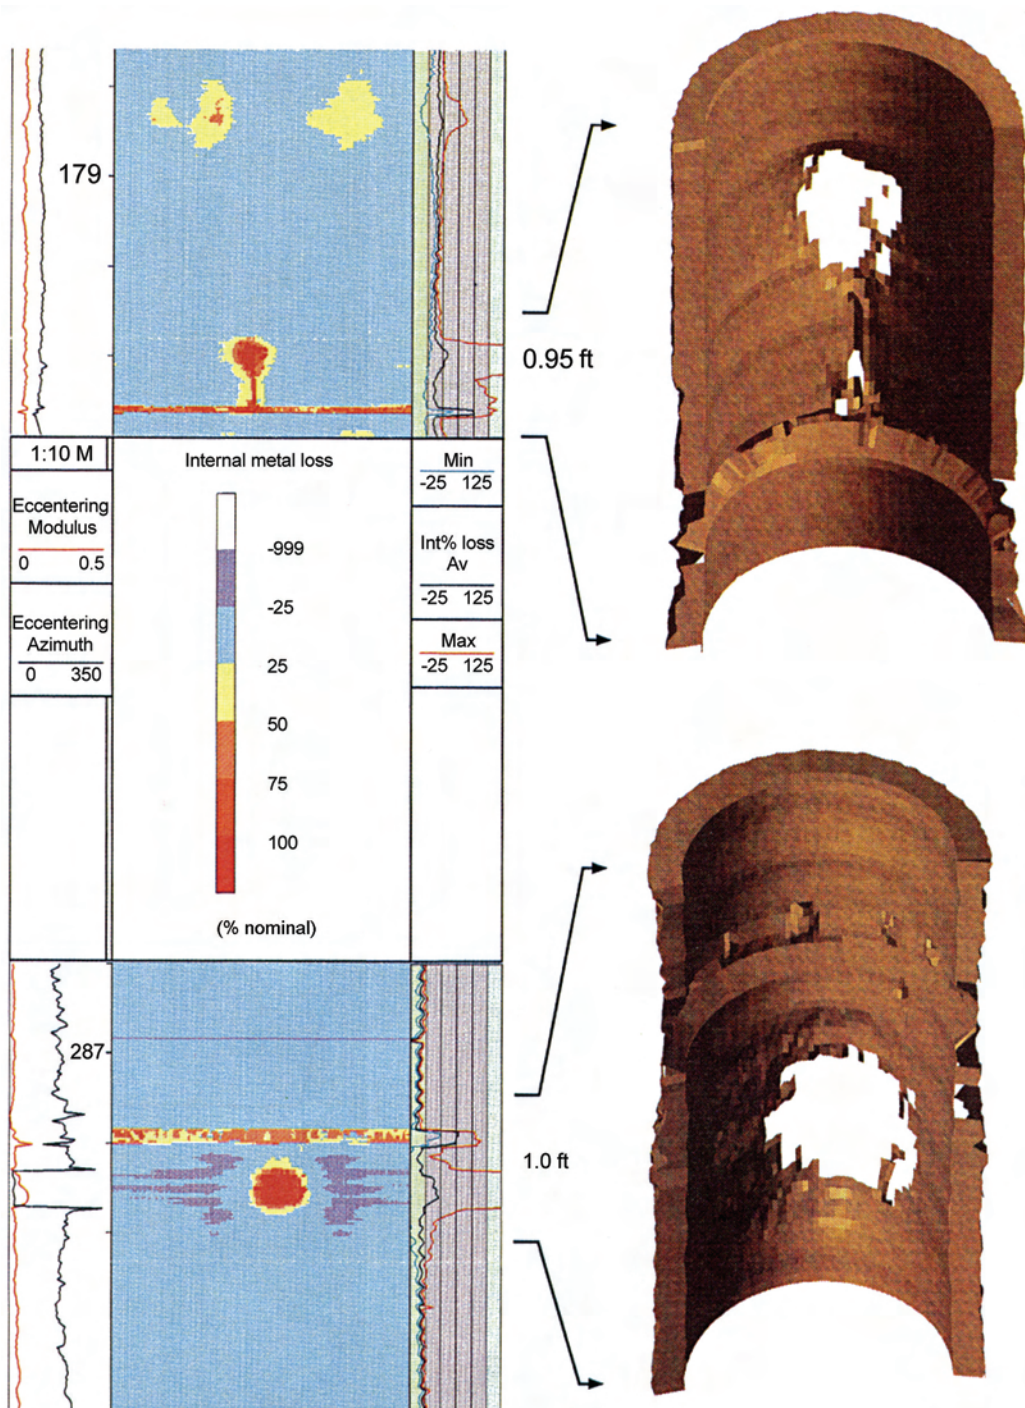 179
0.95 ft
1:10 M
Eccentering
Modulus
0 0.5
Eccentering
Azimuth
0 350
Internal metal loss
-999
-25
25
50
75
100
(% nominal)
Min
-25 125
Int% loss
Av
-25 125
Max
-25 125
287
1.0 ft